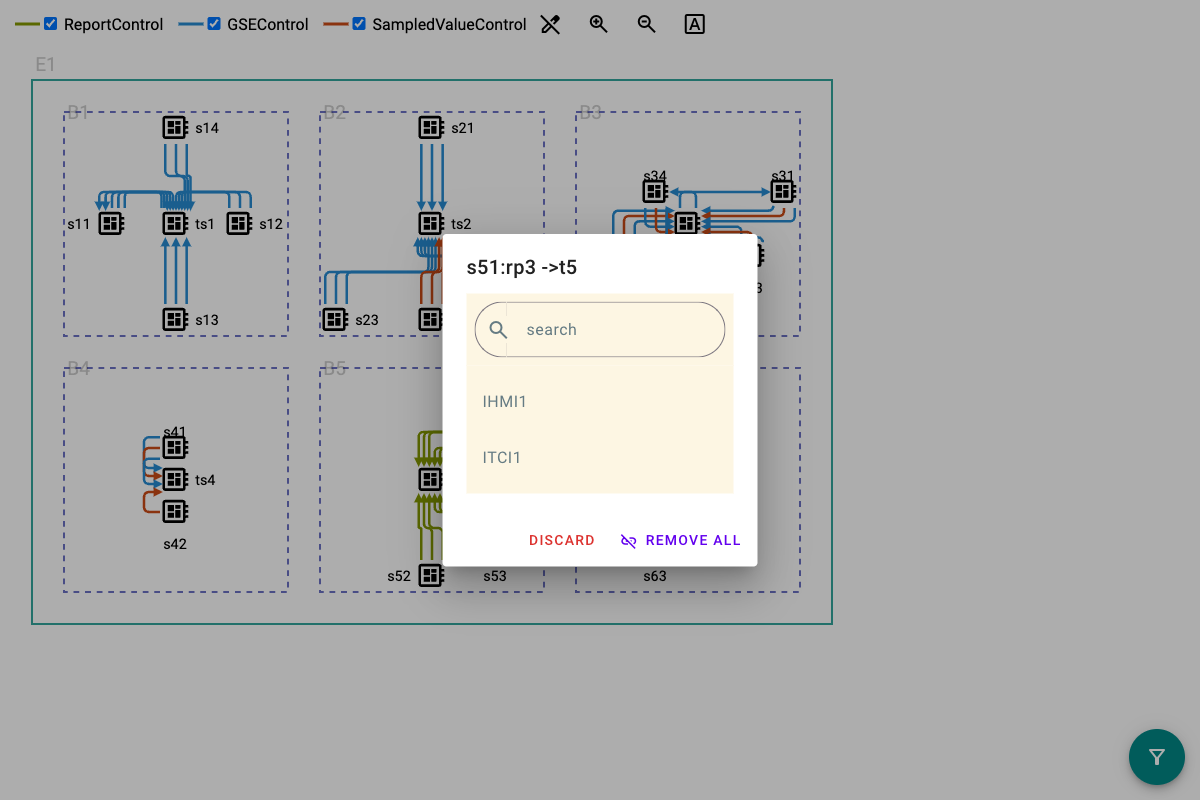 ReportControl GSEControl SampledValueControl A
E1
B1 B2 B3
s14 s21
s34 s31
s11 ts1 s12 ts2
s51:rp3 ->t5
3
search
s13 s23
B4 B5
IHMI1
s41
ITCI1
ts4
s42
DISCARD REMOVE ALL
s52 s53 s63